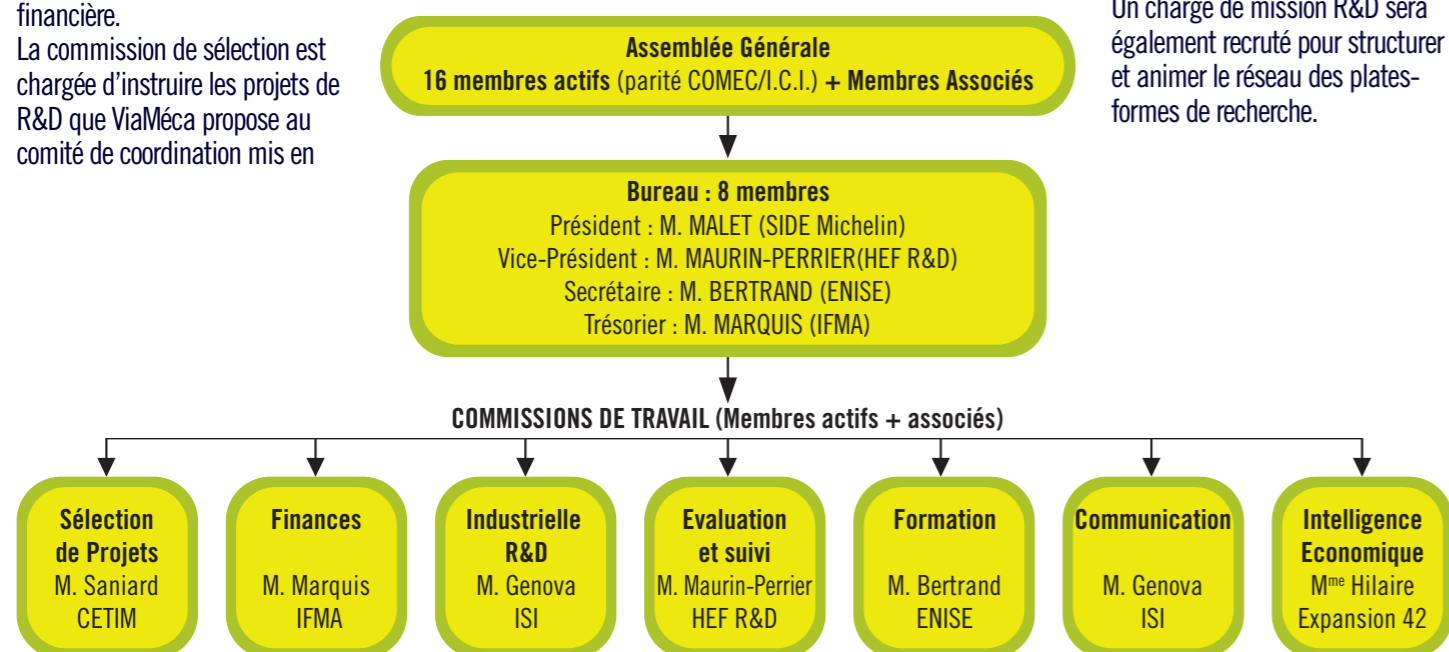 financière.
La commission de sélection est
chargée d'instruire les projets de
R&D que ViaMéca propose au
comité de coordination mis en
Assemblée Générale
16 membres actifs (parité COMEC/I.C.I.) + Membres Associés
Un chargé de mission R&D sera
également recruté pour structurer
et animer le réseau des plates-
formes de recherche.
Bureau : 8 membres
Président : M. MALET (SIDE Michelin)
Vice-Président : M. MAURIN-PERRIER(HEF R&D)
Secrétaire : M. BERTRAND (ENISE)
Trésorier : M. MARQUIS (IFMA)
COMMISSIONS DE TRAVAIL (Membres actifs + associés)
Sélection
de Projets
M. Saniard
CETIM
Finances
M. Marquis
IFMA
Industrielle
R&D
M. Genova
ISI
Evaluation
et suivi
M. Maurin-Perrier
HEF R&D
Formation
M. Bertrand
ENISE
Communication
M. Genova
ISI
Intelligence
Economique
Mme Hilaire
Expansion 42